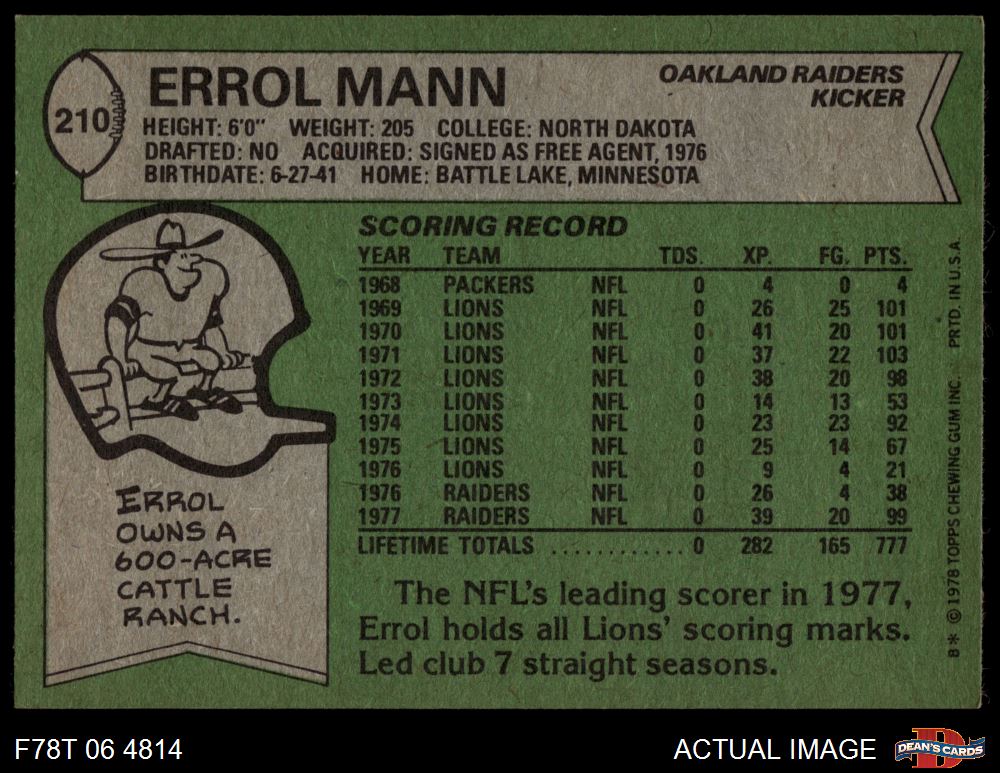 210
ERROL MANN
OAKLAND RAIDERS
KICKER
HEIGHT: 6'0" WEIGHT: 205 COLLEGE: NORTH DAKOTA
DRAFTED: NO ACQUIRED: SIGNED AS FREE AGENT, 1976
BIRTHDATE: 6-27-41 HOME: BATTLE LAKE, MINNESOTA
SCORING RECORD
YEAR TEAM TDS. XP. FG. PTS.
1968 PACKERS NFL 0 4 0 4
1969 LIONS NFL 0 26 25 101
1970 LIONS NFL 0 41 20 101
1971 LIONS NFL 0 37 22 103
1972 LIONS NFL 0 38 20 98
1973 LIONS NFL 0 14 13 53
1974 LIONS NFL 0 23 23 92
1975 LIONS NFL 0 25 14 67
1976 LIONS NFL 0 9 4 21
1976 RAIDERS NFL 0 26 4 38
1977 RAIDERS NFL 0 39 20 99
LIFETIME TOTALS ............ 0 282 165 777
ERROL
OWNS A
600-ACRE
CATTLE
RANCH.
The NFL's leading scorer in 1977,
Errol holds all Lions' scoring marks.
Led club 7 straight seasons.
B* © 1978 TOPPS CHEWING GUM INC. PRTD. IN U.S.A.
F78T 06 4814
ACTUAL IMAGE
D
DEAN'S CARDS